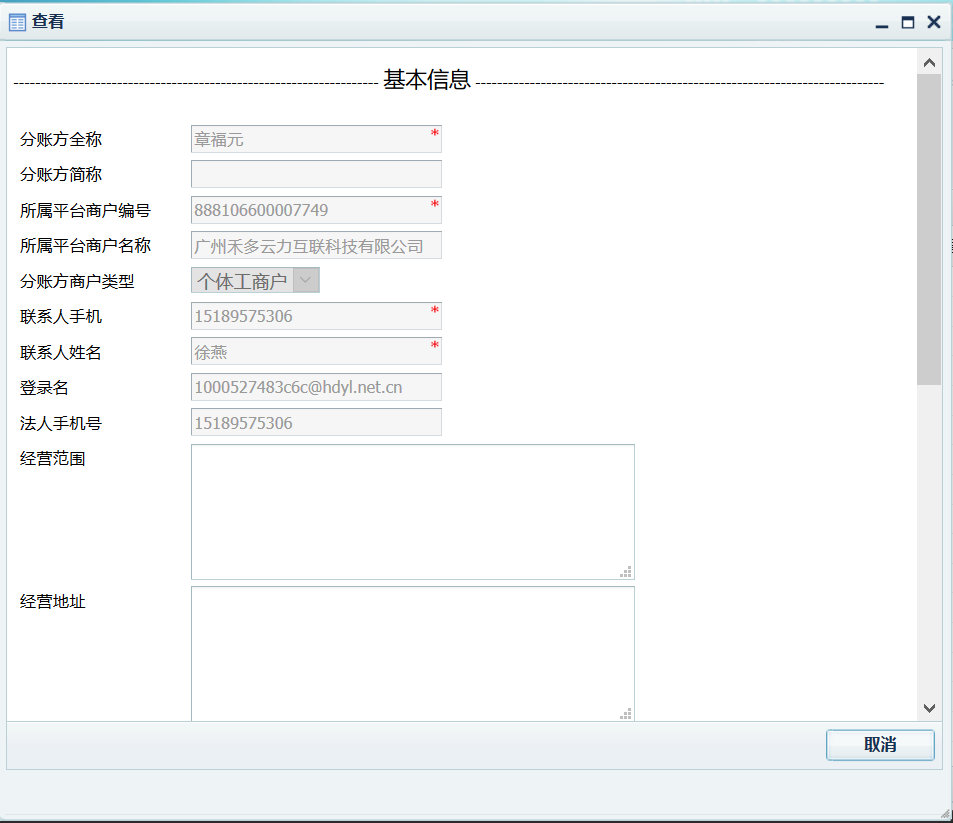 查看
基本信息
分账方全称 章福元 *
分账方简称
所属平台商户编号 888106600007749 *
所属平台商户名称 广州禾多云力互联科技有限公司
分账方商户类型 个体工商户
联系人手机 15189575306 *
联系人姓名 徐燕 *
登录名 1000527483c6c@hdyl.net.cn
法人手机号 15189575306
经营范围
经营地址
取消